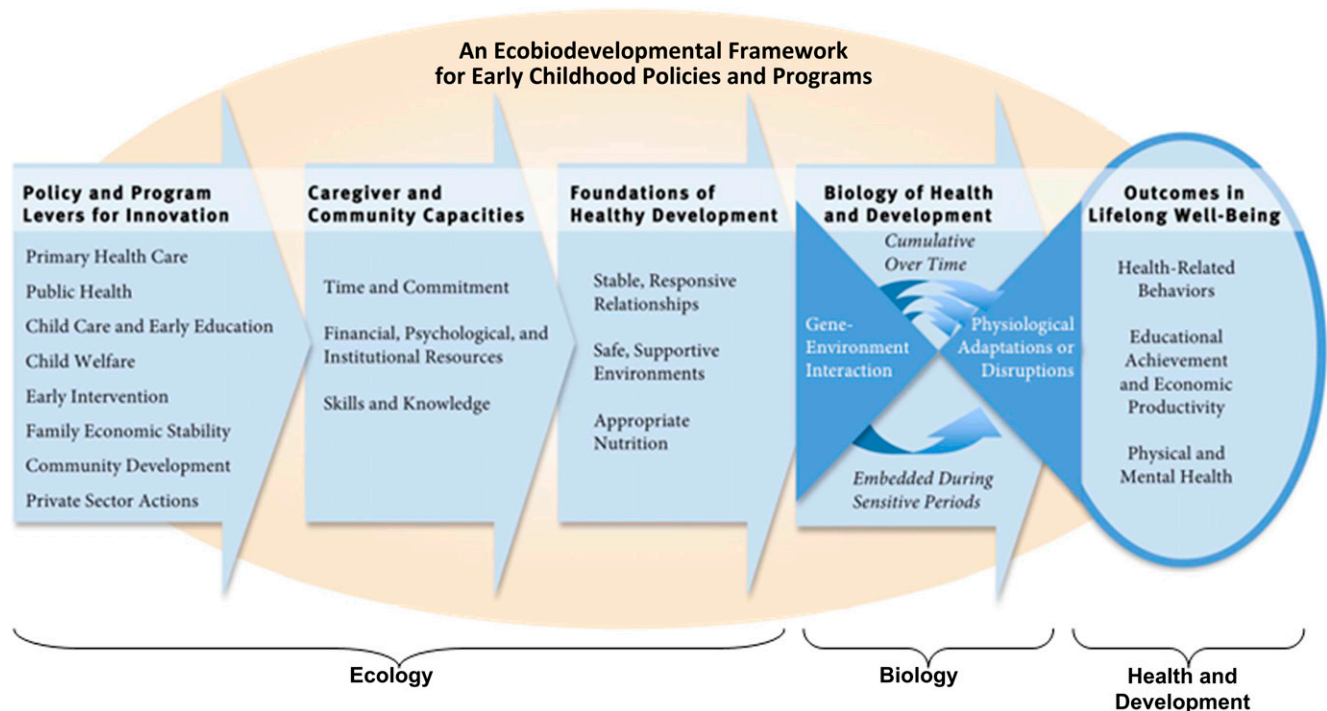 An Ecobiodevelopmental Framework
for Early Childhood Policies and Programs
Policy and Program
Levers for Innovation
Primary Health Care
Public Health
Child Care and Early Education
Child Welfare
Early Intervention
Family Economic Stability
Community Development
Private Sector Actions
Caregiver and
Community Capacities
Time and Commitment
Financial, Psychological, and
Institutional Resources
Skills and Knowledge
Foundations of
Healthy Development
Stable, Responsive
Relationships
Safe, Supportive
Environments
Appropriate
Nutrition
Biology of Health
and Development
Cumulative
Over Time
Gene-
Environment
Interaction
Physiological
Adaptations or
Disruptions
Embedded During
Sensitive Periods
Outcomes in
Lifelong Well-Being
Health-Related
Behaviors
Educational
Achievement
and Economic
Productivity
Physical and
Mental Health
Ecology
Biology
Health and
Development